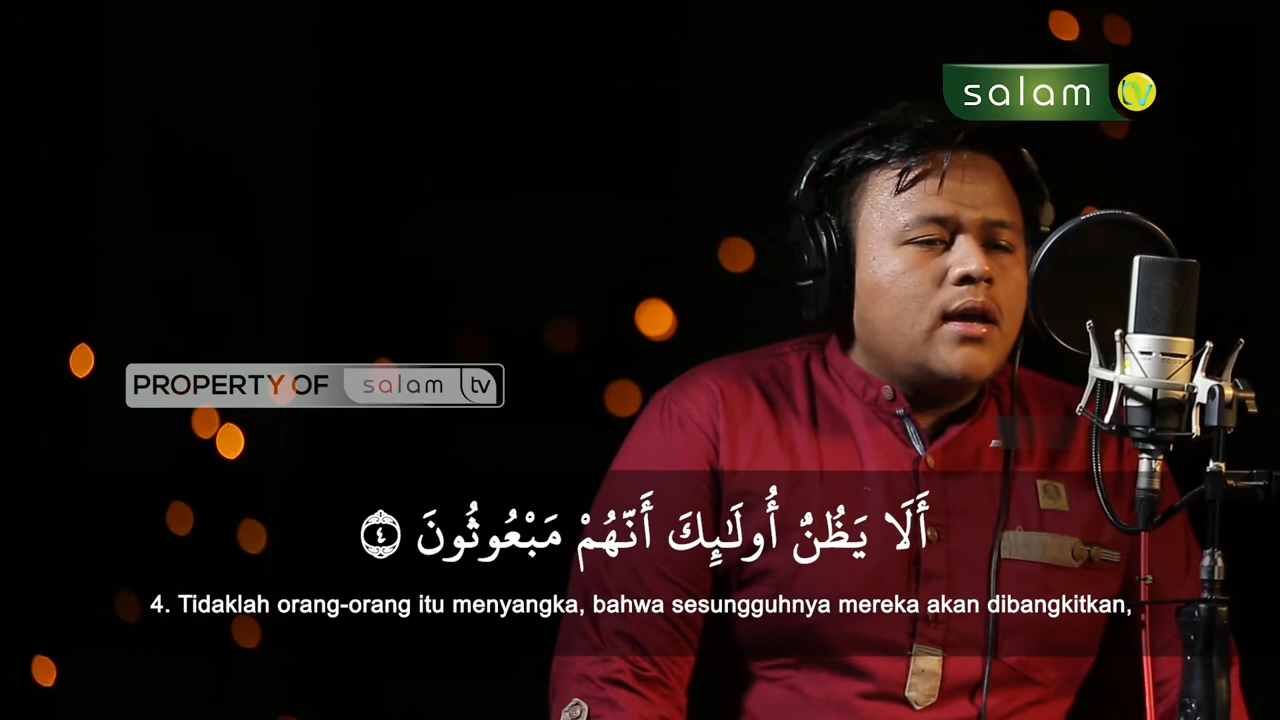 salam tv
PROPERTY OF salam tv
أَلَا يَظُنُّ أُولَٰئِكَ أَنَّهُمْ مَبْعُوثُونَ ﴿٤﴾
4. Tidaklah orang-orang itu menyangka, bahwa sesungguhnya mereka akan dibangkitkan,